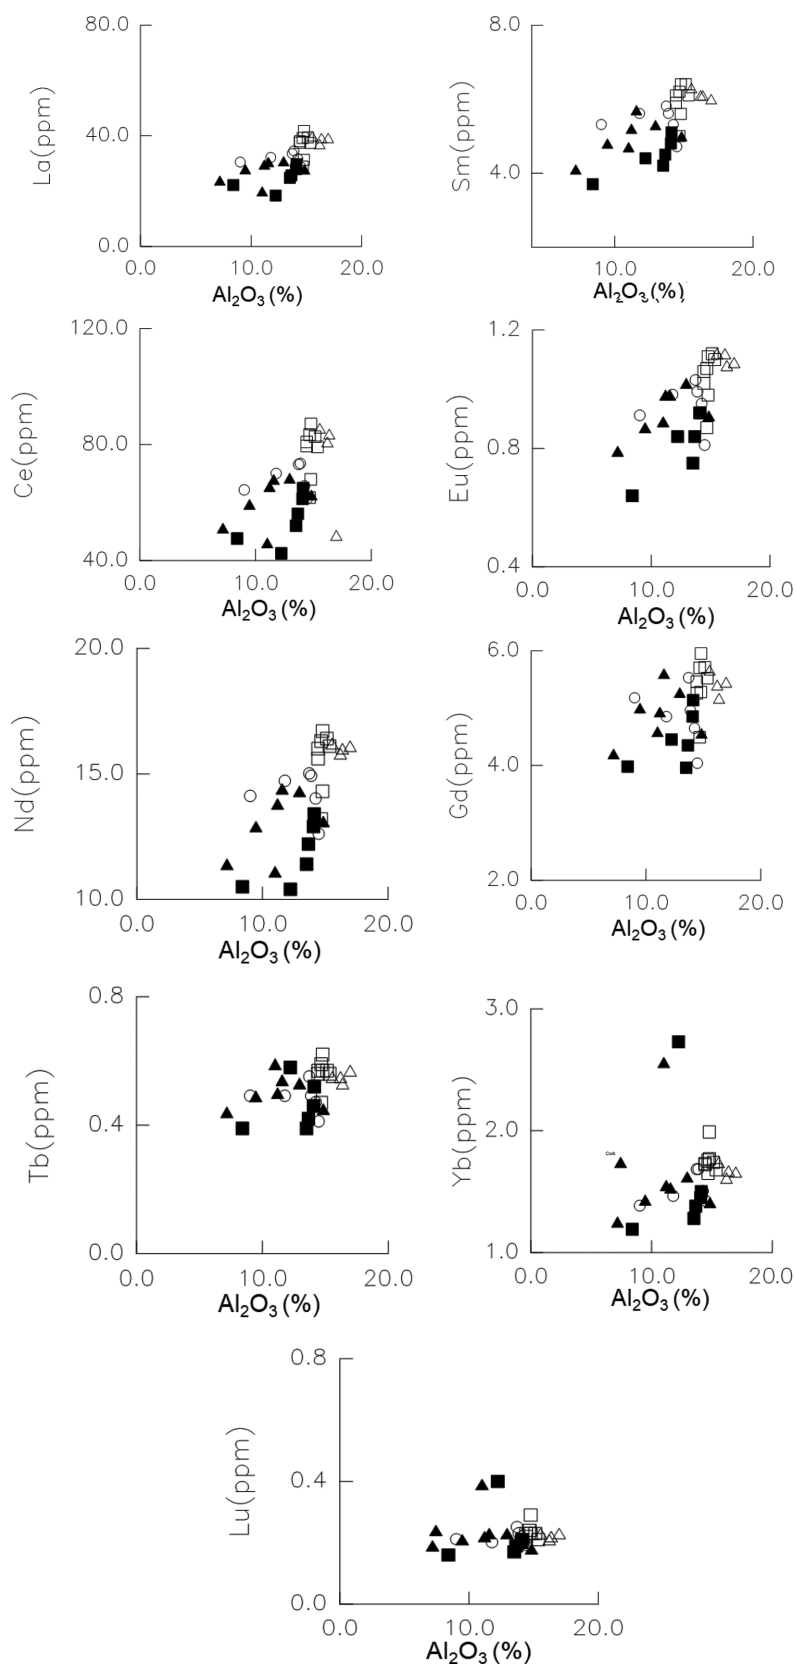 80.0
La(ppm)
40.0
0.0
0.0 10.0 20.0
Al₂O₃(%)
8.0
Sm(ppm)
4.0
10.0 20.0
Al₂O₃(%)
120.0
Ce(ppm)
80.0
40.0
0.0 10.0 20.0
Al₂O₃(%)
1.2
Eu(ppm)
0.8
0.4
0.0 10.0 20.0
Al₂O₃(%)
20.0
Nd(ppm)
15.0
10.0
0.0 10.0 20.0
Al₂O₃(%)
6.0
Gd(ppm)
4.0
2.0
0.0 10.0 20.0
Al₂O₃(%)
0.8
Tb(ppm)
0.4
0.0
0.0 10.0 20.0
Al₂O₃(%)
3.0
Yb(ppm)
2.0
1.0
0.0 10.0 20.0
Al₂O₃(%)
0.8
Lu(ppm)
0.4
0.0
0.0 10.0 20.0
Al₂O₃(%)